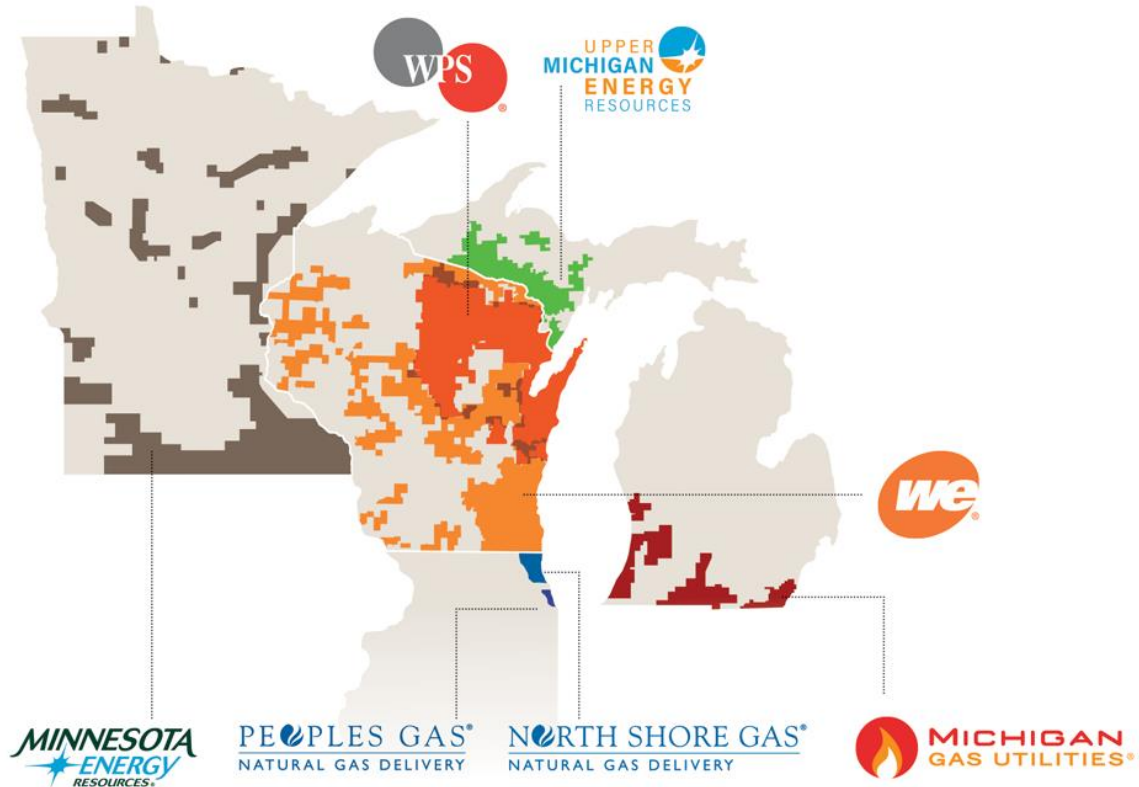 WPS®
UPPER
MICHIGAN
ENERGY
RESOURCES
we®
MINNESOTA
ENERGY
RESOURCES®
PEOPLES GAS®
NATURAL GAS DELIVERY
NORTH SHORE GAS®
NATURAL GAS DELIVERY
MICHIGAN
GAS UTILITIES®